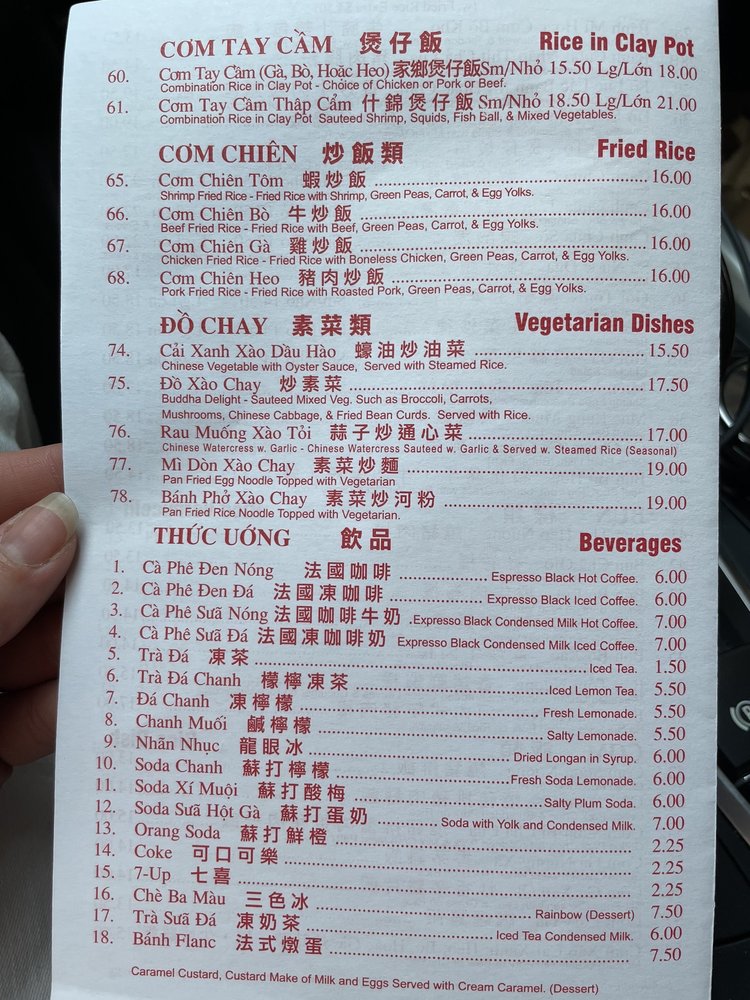 CƠM TAY CẦM 煲仔飯 Rice in Clay Pot
60. Cơm Tay Cầm (Gà, Bò, Hoặc Heo) 家鄉煲仔飯 Sm/Nhỏ 15.50 Lg/Lớn 18.00
Combination Rice in Clay Pot - Choice of Chicken or Pork or Beef.
61. Cơm Tay Cầm Thập Cẩm 什錦煲仔飯 Sm/Nhỏ 18.50 Lg/Lớn 21.00
Combination Rice in Clay Pot Sauteed Shrimp, Squids, Fish Ball, & Mixed Vegetables.
CƠM CHIÊN 炒飯類 Fried Rice
65. Cơm Chiên Tôm 蝦炒飯 16.00
Shrimp Fried Rice - Fried Rice with Shrimp, Green Peas, Carrot, & Egg Yolks.
66. Cơm Chiên Bò 牛炒飯 16.00
Beef Fried Rice - Fried Rice with Beef, Green Peas, Carrot, & Egg Yolks.
67. Cơm Chiên Gà 雞炒飯 16.00
Chicken Fried Rice - Fried Rice with Boneless Chicken, Green Peas, Carrot, & Egg Yolks.
68. Cơm Chiên Heo 豬肉炒飯 16.00
Pork Fried Rice - Fried Rice with Roasted Pork, Green Peas, Carrot, & Egg Yolks.
ĐỒ CHAY 素菜類 Vegetarian Dishes
74. Cải Xanh Xào Dầu Hào 蠔油炒油菜 15.50
Chinese Vegetable with Oyster Sauce, Served with Steamed Rice.
75. Đồ Xào Chay 炒素菜 17.50
Buddha Delight - Sauteed Mixed Veg. Such as Broccoli, Carrots,
Mushrooms, Chinese Cabbage, & Fried Bean Curds. Served with Rice.
76. Rau Muống Xào Tỏi 蒜子炒通心菜 17.00
Chinese Watercress w. Garlic - Chinese Watercress Sauteed w. Garlic & Served w. Steamed Rice (Seasonal)
77. Mì Dòn Xào Chay 素菜炒麵 19.00
Pan Fried Egg Noodle Topped with Vegetarian
78. Bánh Phở Xào Chay 素菜炒河粉 19.00
Pan Fried Rice Noodle Topped with Vegetarian.
THỨC UỐNG 飲品 Beverages
1. Cà Phê Đen Nóng 法國咖啡 Espresso Black Hot Coffee. 6.00
2. Cà Phê Đen Đá 法國凍咖啡 Expresso Black Iced Coffee. 6.00
3. Cà Phê Sữa Nóng 法國咖啡牛奶 Expresso Black Condensed Milk Hot Coffee. 7.00
4. Cà Phê Sữa Đá 法國凍咖啡奶 Expresso Black Condensed Milk Iced Coffee. 7.00
5. Trà Đá 凍茶 Iced Tea. 1.50
6. Trà Đá Chanh 檬檸凍茶 Iced Lemon Tea. 5.50
7. Đá Chanh 凍檸檬 Fresh Lemonade. 5.50
8. Chanh Muối 鹹檸檬 Salty Lemonade. 5.50
9. Nhãn Nhục 龍眼冰 Dried Longan in Syrup. 6.00
10. Soda Chanh 蘇打檸檬 Fresh Soda Lemonade. 6.00
11. Soda Xí Muội 蘇打酸梅 Salty Plum Soda. 6.00
12. Soda Sữa Hột Gà 蘇打蛋奶 Soda with Yolk and Condensed Milk. 7.00
13. Orang Soda 蘇打鮮橙 2.25
14. Coke 可口可樂 2.25
15. 7-Up 七喜 2.25
16. Chè Ba Màu 三色冰 Rainbow (Dessert) 7.50
17. Trà Sữa Đá 凍奶茶 Iced Tea Condensed Milk. 6.00
18. Bánh Flanc 法式燉蛋 7.50
Caramel Custard, Custard Make of Milk and Eggs Served with Cream Caramel. (Dessert)